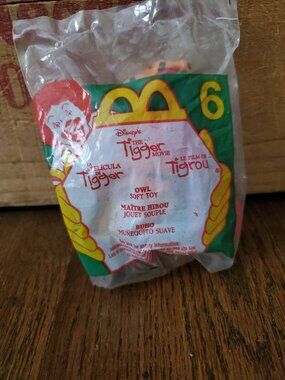 6
Disney's
THE
Tigger
MOVIE
LA PELICULA
Tigger
LE FILM DE
Tigrou
OWL
SOFT TOY
MAÎTRE HIBOU
JOUET SOUPLE
BUHO
MUÑEQUITO SUAVE